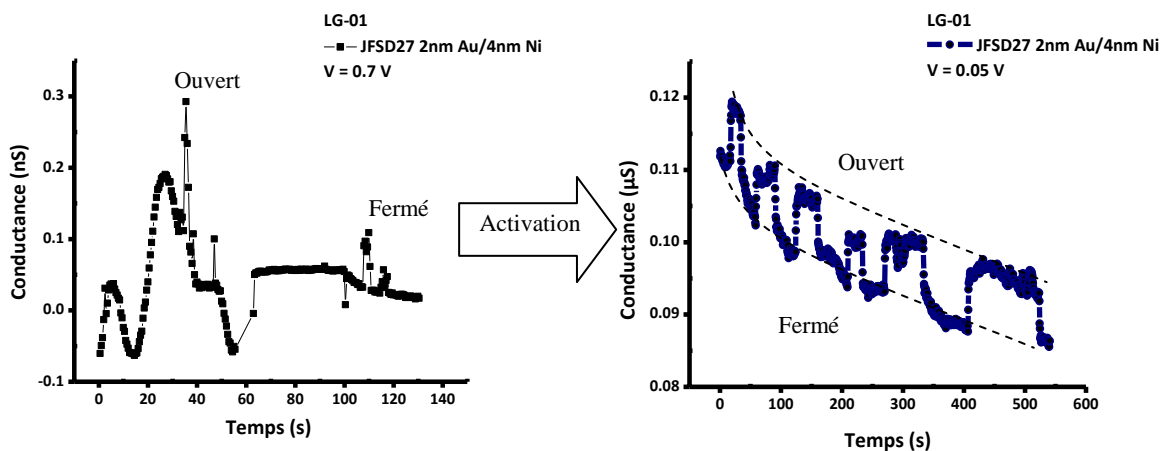 LG-01
JFSD27 2nm Au/4nm Ni
V = 0.7 V
Ouvert
Fermé
Conductance (nS)
0.3
0.2
0.1
0.0
-0.1
0 20 40 60 80 100 120 140
Temps (s)
Activation
LG-01
JFSD27 2nm Au/4nm Ni
V = 0.05 V
Ouvert
Fermé
Conductance (µS)
0.12
0.11
0.10
0.09
0.08
0 100 200 300 400 500 600
Temps (s)